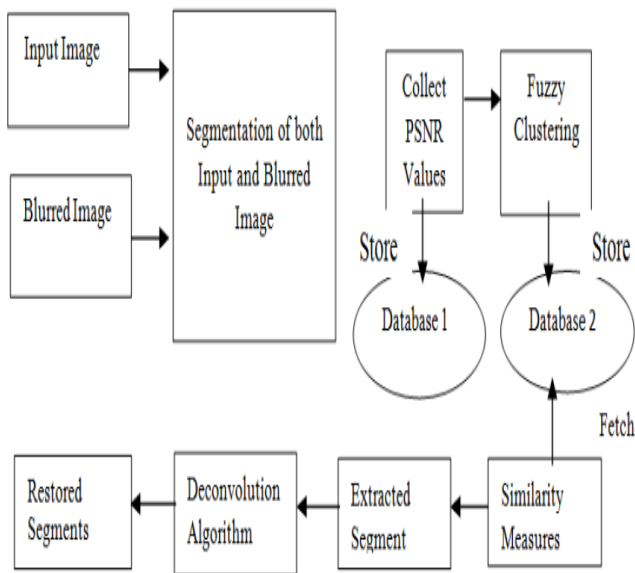 Input Image
Blurred Image
Segmentation of both
Input and Blurred
Image
Collect
PSNR
Values
Fuzzy
Clustering
Store
Store
Database 1
Database 2
Fetch
Similarity
Measures
Extracted
Segment
Deconvolution
Algorithm
Restored
Segments